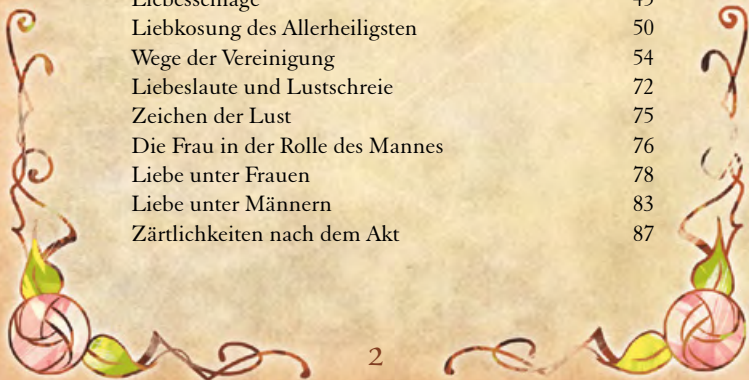 Liebesschläge 49
Liebkosung des Allerheiligsten 50
Wege der Vereinigung 54
Liebeslaute und Lustschreie 72
Zeichen der Lust 75
Die Frau in der Rolle des Mannes 76
Liebe unter Frauen 78
Liebe unter Männern 83
Zärtlichkeiten nach dem Akt 87
2